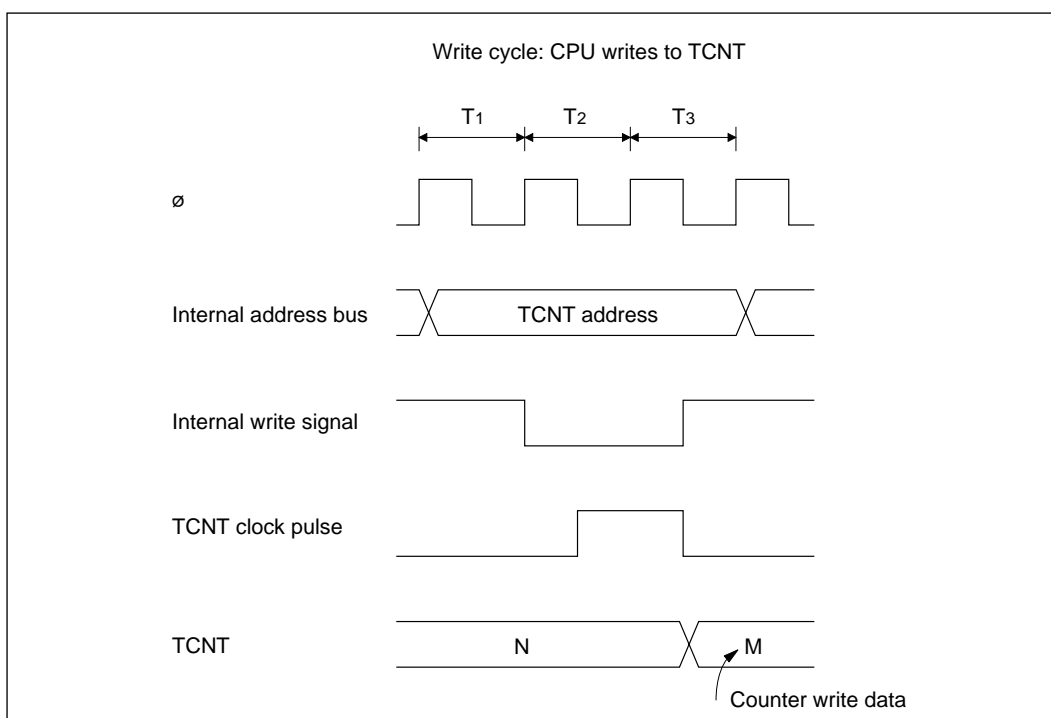 Write cycle: CPU writes to TCNT
T1 T2 T3
ø
Internal address bus TCNT address
Internal write signal
TCNT clock pulse
TCNT N M
Counter write data